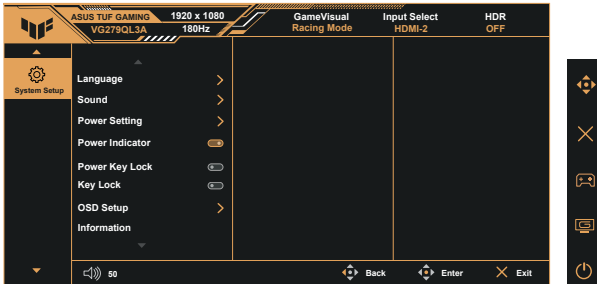 ASUS TUF GAMING 1920 x 1080
VG279QL3A 180Hz
GameVisual Input Select HDR
Racing Mode HDMI-2 OFF
System Setup
Language
Sound
Power Setting
Power Indicator
Power Key Lock
Key Lock
OSD Setup
Information
50 Back Enter Exit